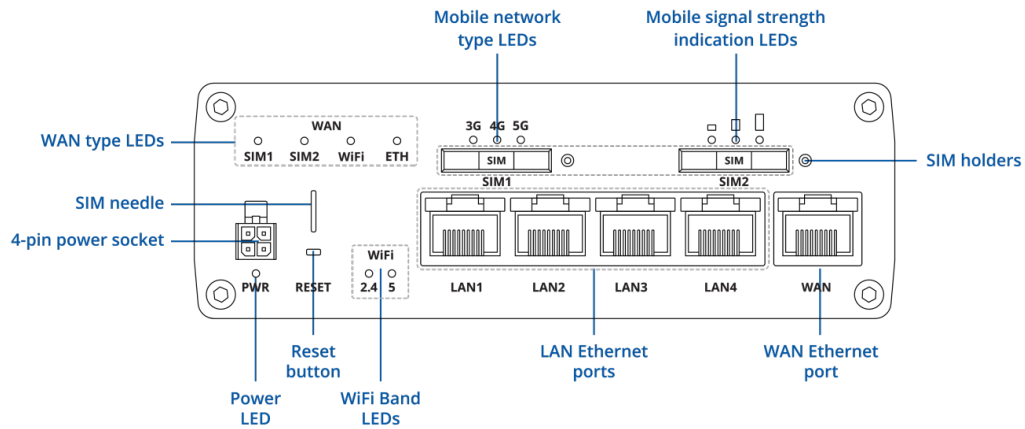 Mobile network
type LEDs
Mobile signal strength
indication LEDs
WAN type LEDs
WAN
SIM1 SIM2 WiFi ETH
3G 4G 5G
SIM
SIM
SIM holders
SIM1
SIM2
SIM needle
4-pin power socket
WiFi
2.4 5
PWR
RESET
LAN1
LAN2
LAN3
LAN4
WAN
Reset
button
LAN Ethernet
ports
WAN Ethernet
port
Power
LED
WiFi Band
LEDs